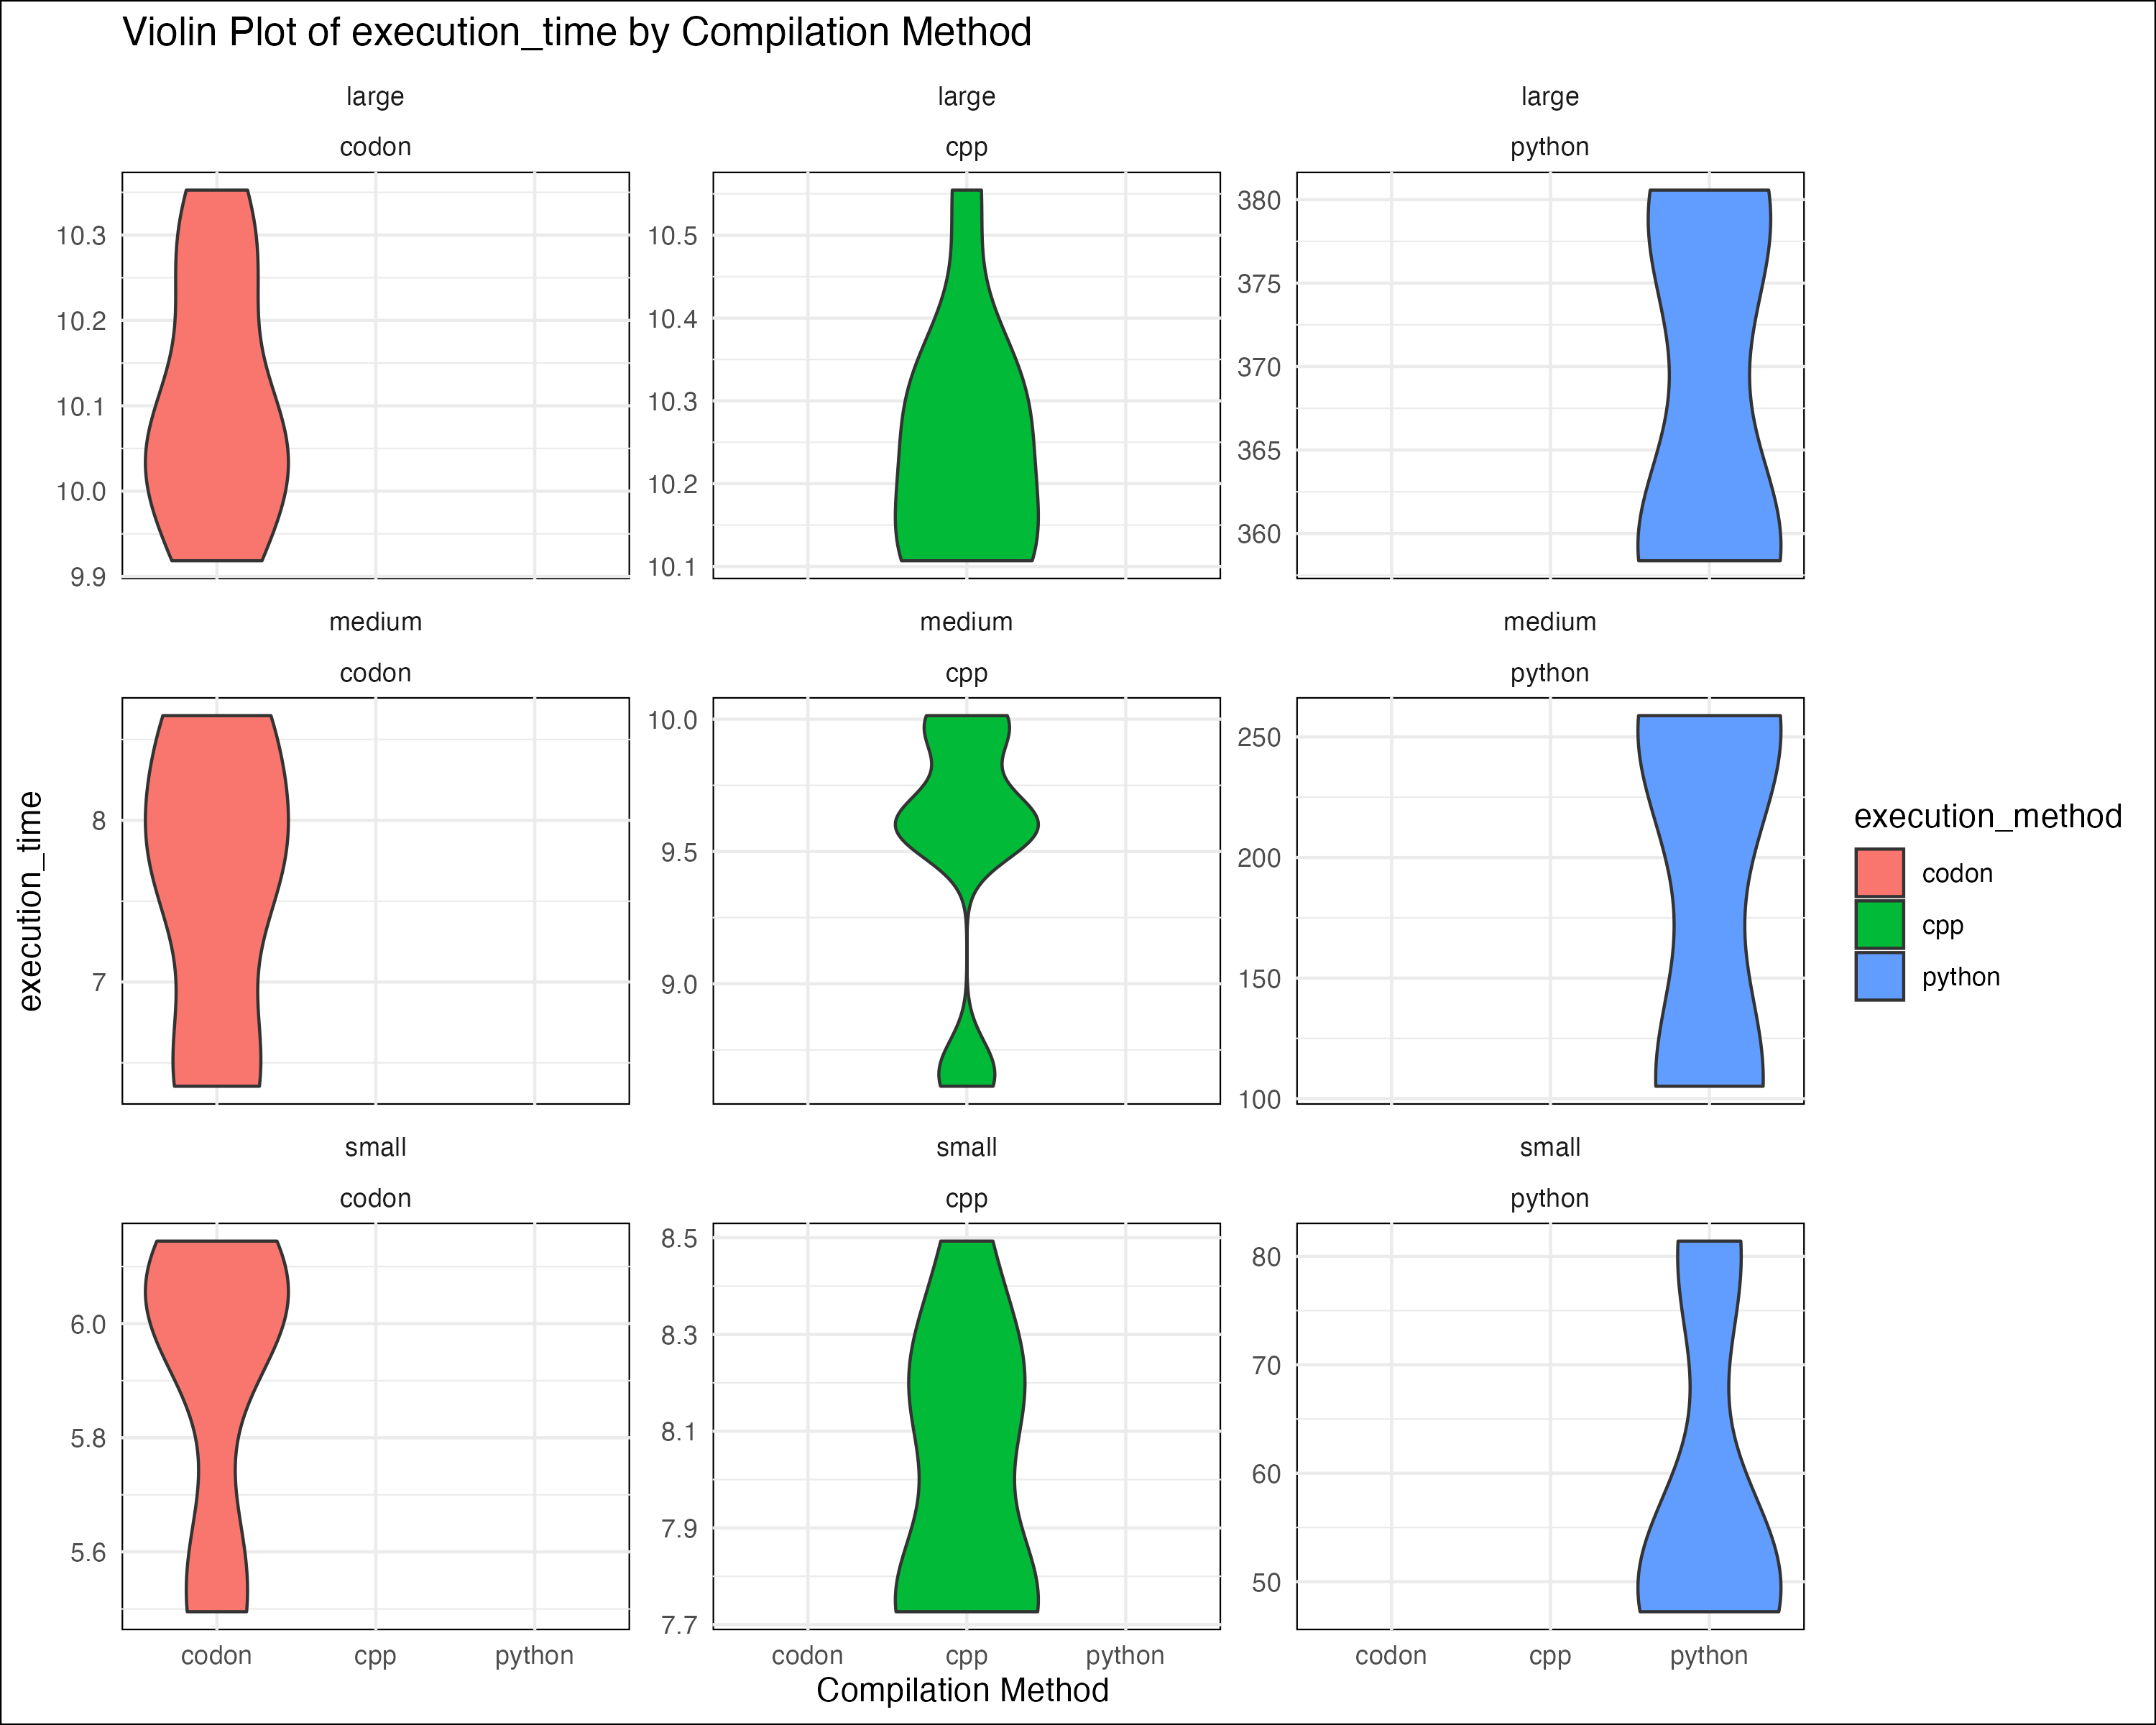 Violin Plot of execution_time by Compilation Method
large large large
codon cpp python
10.3
10.2
10.1
10.0
9.9
10.5
10.4
10.3
10.2
10.1
380
375
370
365
360
medium medium medium
codon cpp python
8
7
10.0
9.5
9.0
250
200
150
100
small small small
codon cpp python
6.0
5.8
5.6
8.5
8.3
8.1
7.9
7.7
80
70
60
50
codon cpp python codon cpp python codon cpp python
Compilation Method
execution_time
execution_method
codon
cpp
python